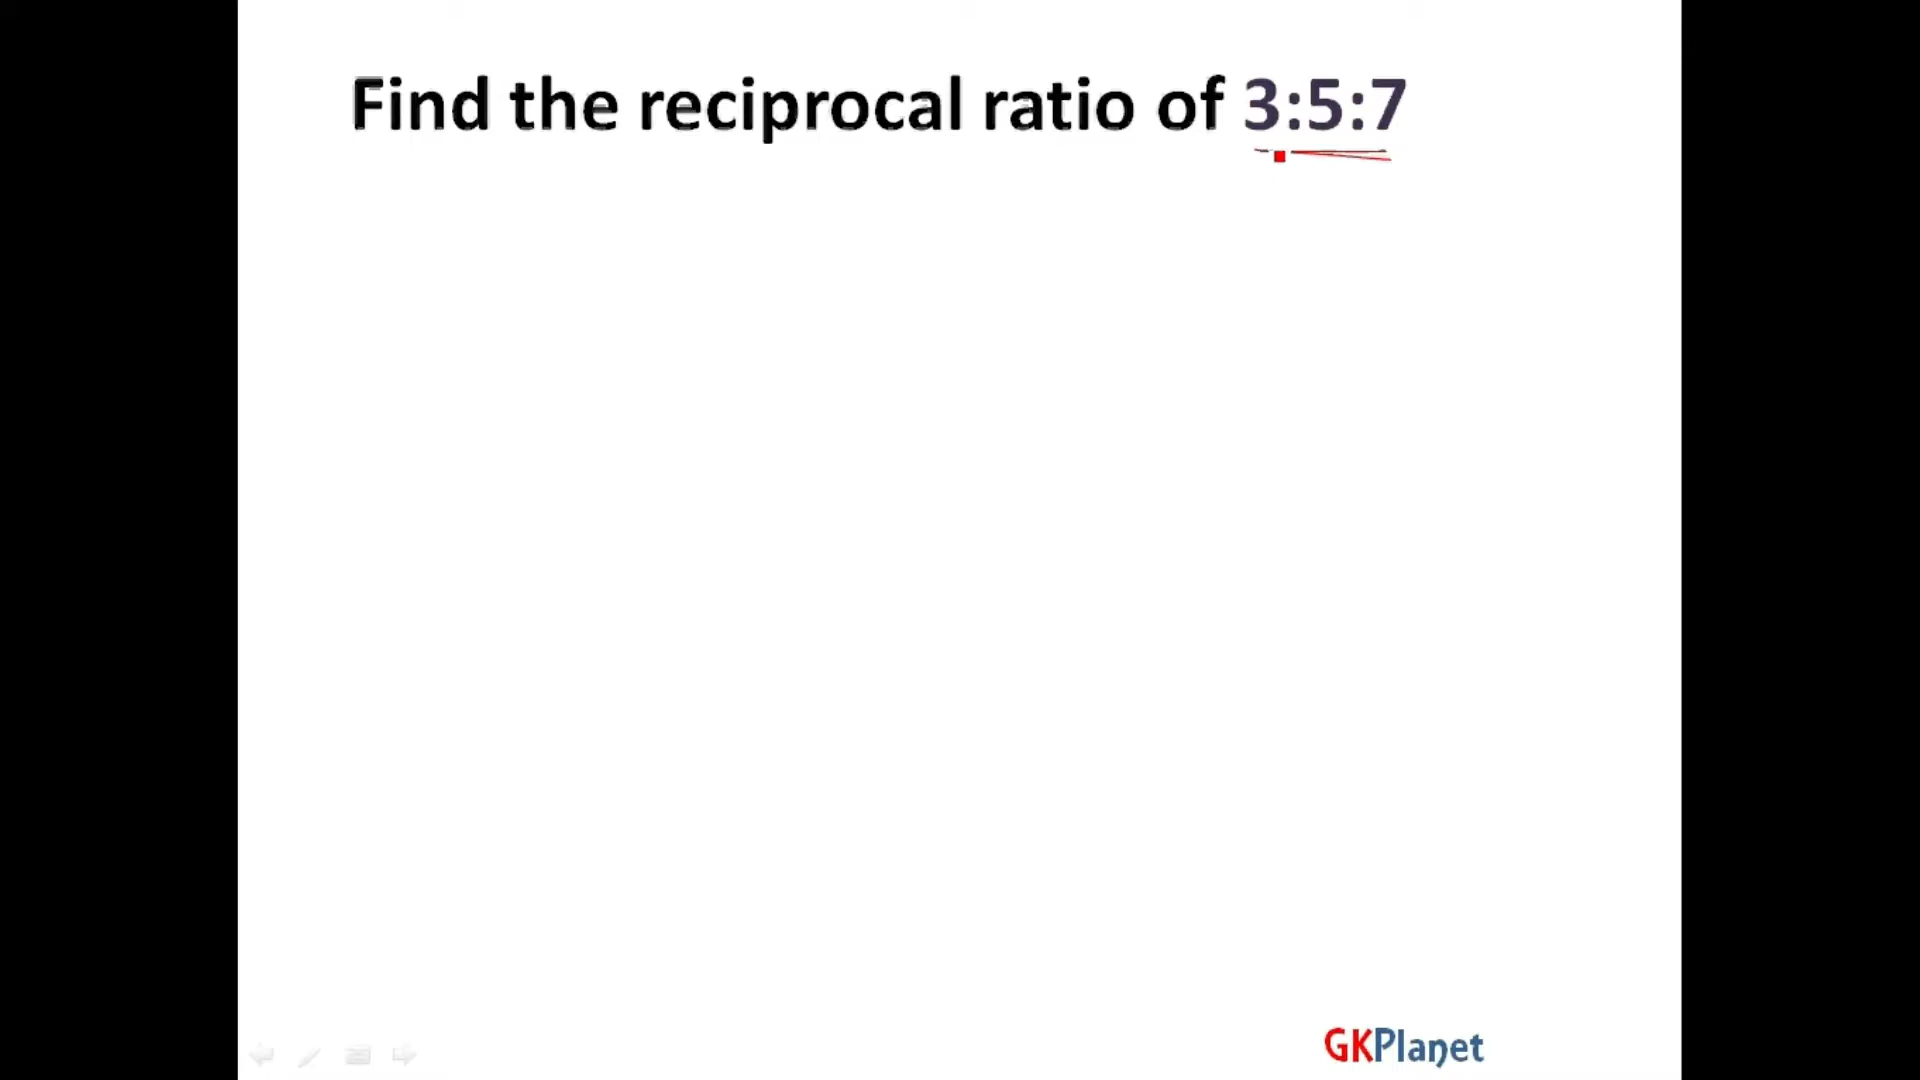 Find the reciprocal ratio of 3:5:7
GKPlanet